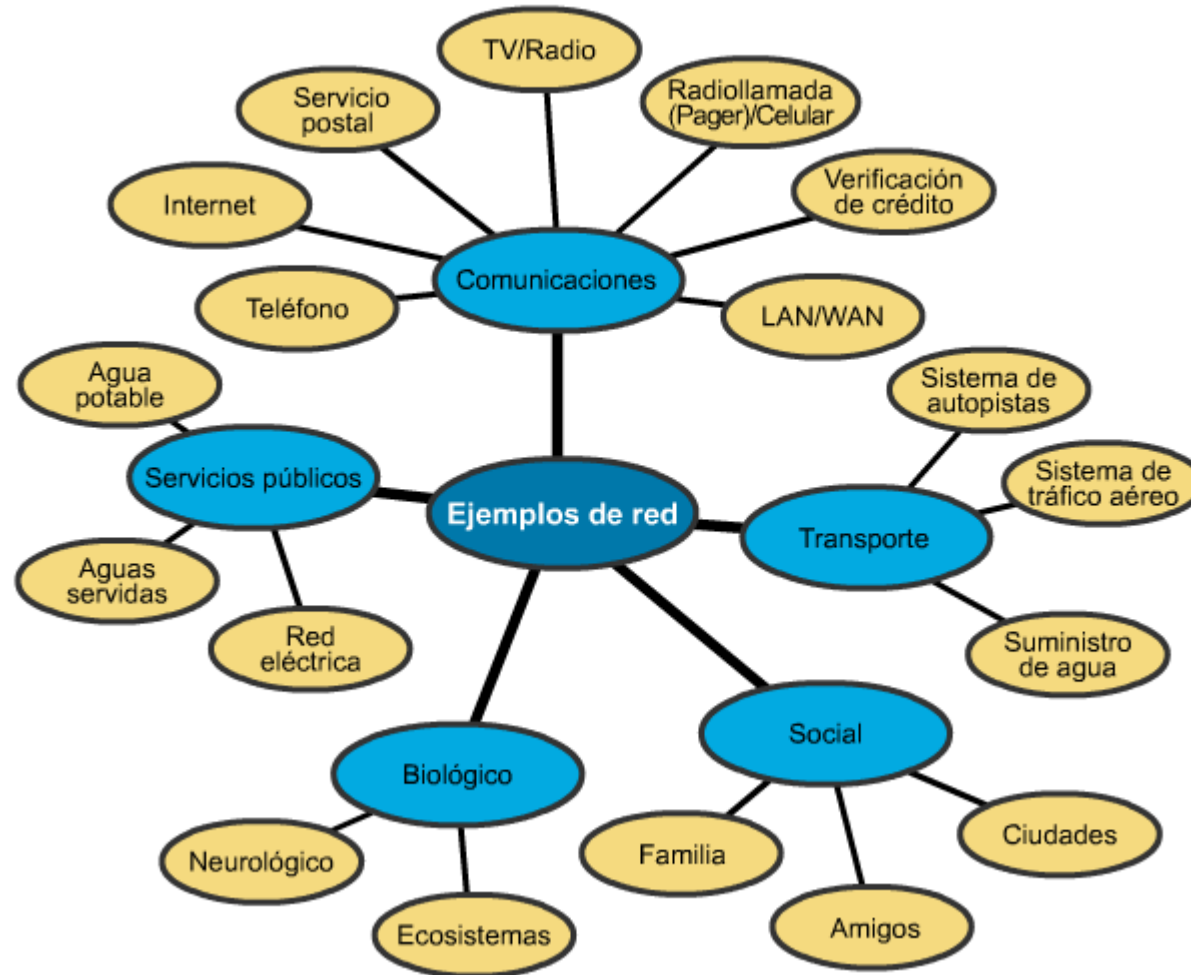 TV/Radio
Servicio
postal
Radiollamada
(Pager)/Celular
Internet
Verificación
de crédito
Comunicaciones
Teléfono
LAN/WAN
Agua
potable
Sistema de
autopistas
Servicios públicos
Sistema de
tráfico aéreo
Ejemplos de red
Transporte
Aguas
servidas
Red
eléctrica
Suministro
de agua
Social
Biológico
Neurológico
Familia
Ciudades
Ecosistemas
Amigos